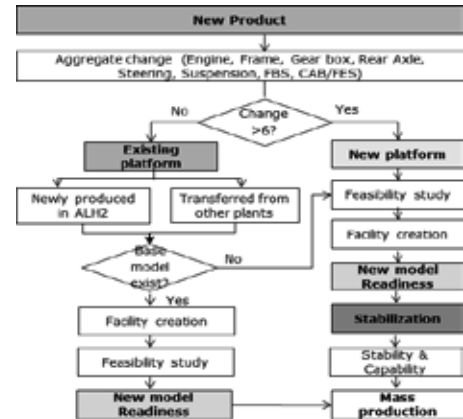 New Product
Aggregate change (Engine, Frame, Gear box, Rear Axle,
Steering, Suspension, FBS, CAB/FES)
No
Change
>6?
Yes
Existing
platform
New platform
Newly produced
in ALH2
Transferred from
other plants
Feasibility study
Facility creation
Base
model
exist?
No
New model
Readiness
Yes
Facility creation
Stabilization
Feasibility study
Stability &
Capability
New model
Readiness
Mass
production